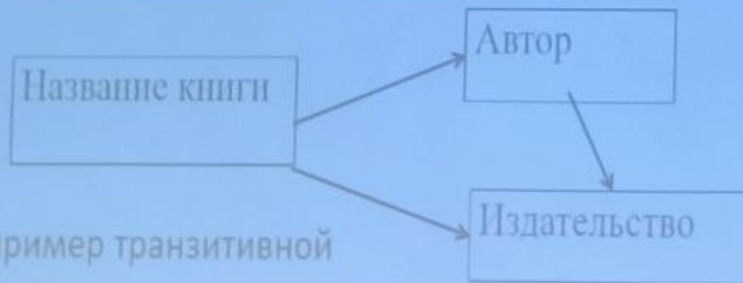 Название книги
Автор
Издательство
ример транзитивной